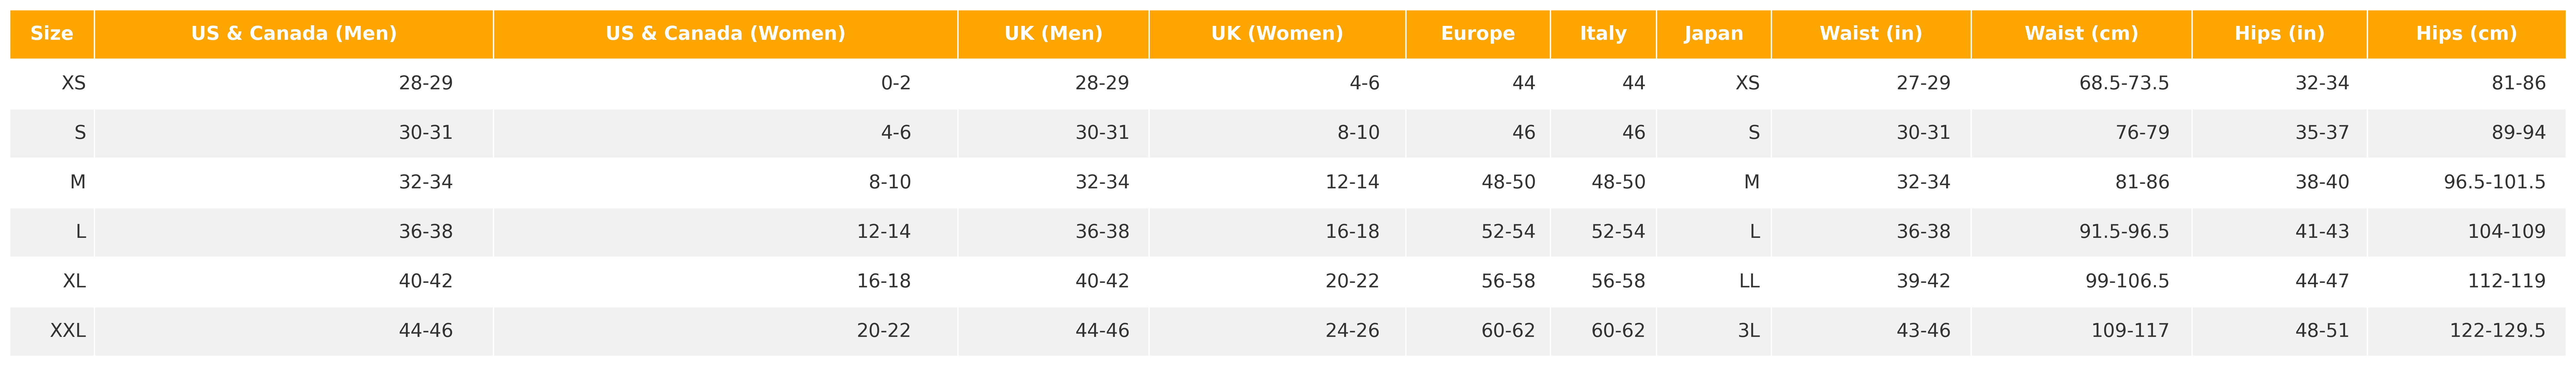 Size US & Canada (Men) US & Canada (Women) UK (Men) UK (Women) Europe Italy Japan Waist (in) Waist (cm) Hips (in) Hips (cm)
XS 28-29 0-2 28-29 4-6 44 44 XS 27-29 68.5-73.5 32-34 81-86
S 30-31 4-6 30-31 8-10 46 46 S 30-31 76-79 35-37 89-94
M 32-34 8-10 32-34 12-14 48-50 48-50 M 32-34 81-86 38-40 96.5-101.5
L 36-38 12-14 36-38 16-18 52-54 52-54 L 36-38 91.5-96.5 41-43 104-109
XL 40-42 16-18 40-42 20-22 56-58 56-58 LL 39-42 99-106.5 44-47 112-119
XXL 44-46 20-22 44-46 24-26 60-62 60-62 3L 43-46 109-117 48-51 122-129.5